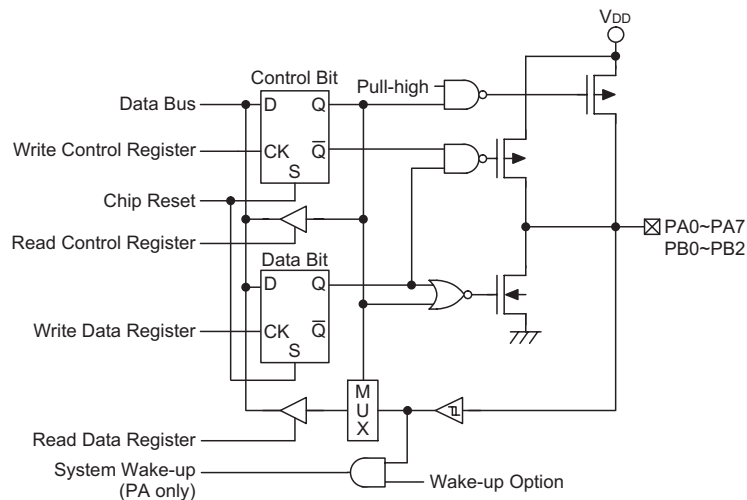 VDD
Control Bit
Pull-high
Data Bus
D
Q
Write Control Register
CK
Q
S
Chip Reset
Read Control Register
Data Bit
D
Q
Write Data Register
CK
Q
S
PA0~PA7
PB0~PB2
M
U
X
Read Data Register
System Wake-up
(PA only)
Wake-up Option